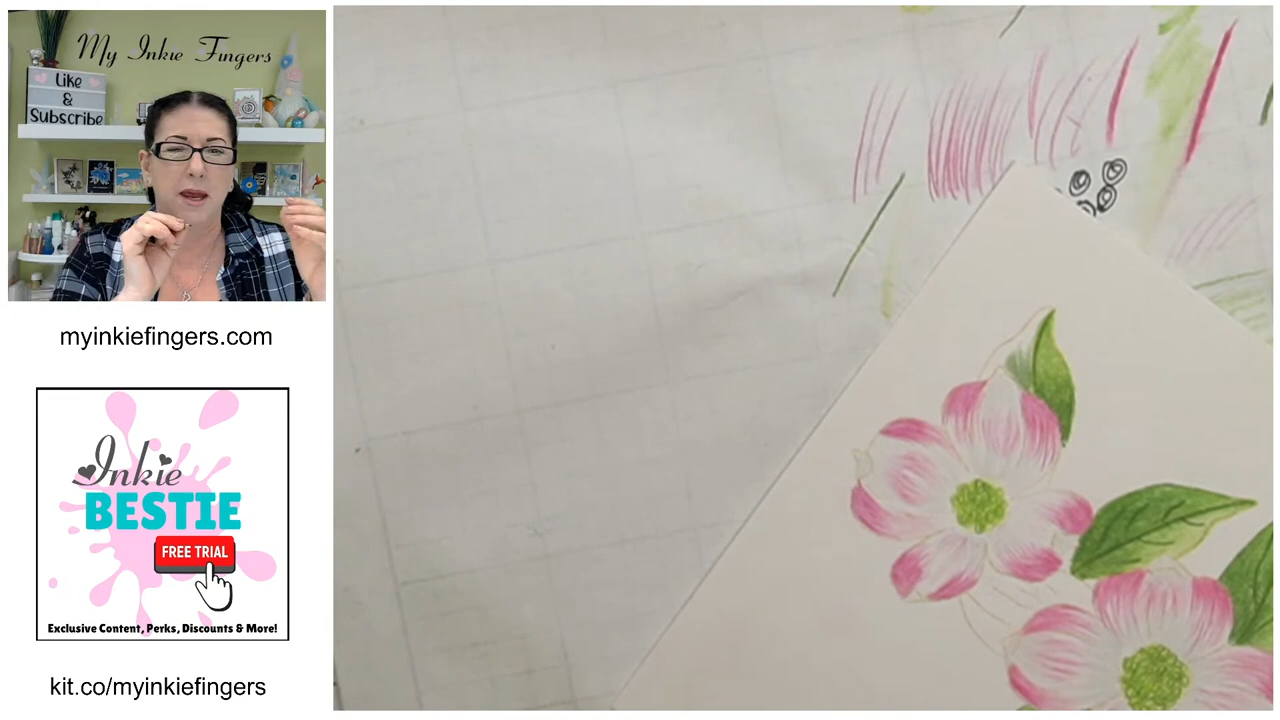 My Inkie Fingers
Like
&
Subscribe
myinkiefingers.com
Inkie
BESTIE
FREE TRIAL
Exclusive Content, Perks, Discounts & More!
kit.co/myinkiefingers